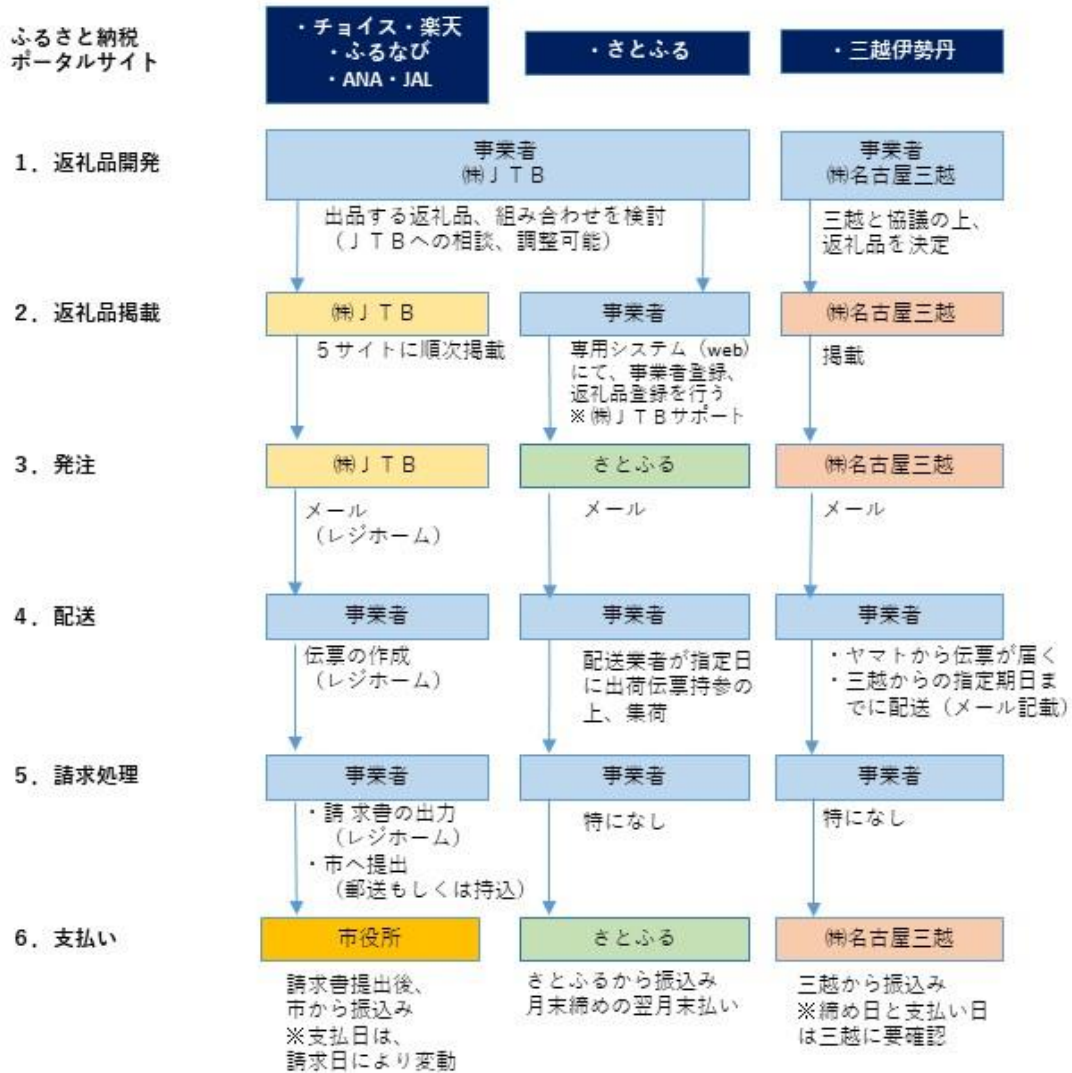 ふるさと納税
ポータルサイト
・チョイス・楽天
・ふるなび
・ANA・JAL
・さとふる
・三越伊勢丹
1．返礼品開発
事業者
㈱ＪＴＢ
事業者
㈱名古屋三越
出品する返礼品、組み合わせを検討
（ＪＴＢへの相談、調整可能）
三越と協議の上、
返礼品を決定
2．返礼品掲載
㈱ＪＴＢ
事業者
㈱名古屋三越
５サイトに順次掲載
専用システム（web）
にて、事業者登録、
返礼品登録を行う
※㈱ＪＴＢサポート
掲載
3．発注
㈱ＪＴＢ
さとふる
㈱名古屋三越
メール
（レジホーム）
メール
メール
4．配送
事業者
事業者
事業者
伝票の作成
（レジホーム）
配送業者が指定日
に出荷伝票持参の
上、集荷
・ヤマトから伝票が届く
・三越からの指定期日ま
でに配送（メール記載）
5．請求処理
事業者
事業者
事業者
・請 求書の出力
（レジホーム）
・市へ提出
（郵送もしくは持込）
特になし
特になし
6．支払い
市役所
さとふる
㈱名古屋三越
請求書提出後、
市から振込み
※支払日は、
請求日により変動
さとふるから振込み
月末締めの翌月末払い
三越から振込み
※締め日と支払い日
は三越に要確認